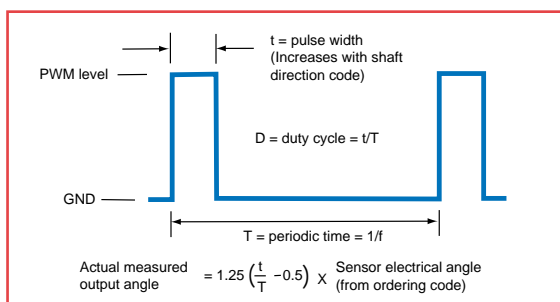 t = pulse width
(Increases with shaft
direction code)
PWM level
D = duty cycle = t/T
GND
T = periodic time = 1/f
Actual measured output angle = 1.25 (t/T -0.5) X Sensor electrical angle (from ordering code)